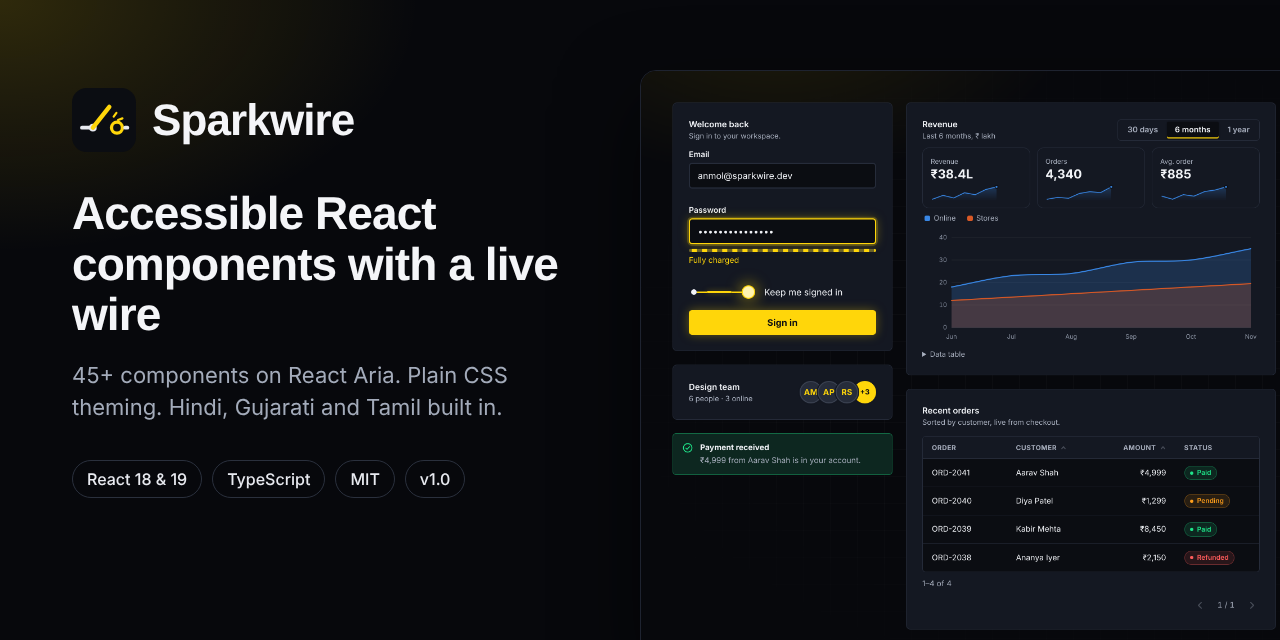 Sparkwire
Accessible React
components with a live
wire
45+ components on React Aria. Plain CSS
theming. Hindi, Gujarati and Tamil built in.
React 18 & 19
TypeScript
MIT
v1.0
Welcome back
Sign in to your workspace.
Email
anmol@sparkwire.dev
Password
•••••••••••••••
Fully charged
Keep me signed in
Sign in
Design team
6 people · 3 online
AM AP RS +3
Payment received
₹4,999 from Aarav Shah is in your account.
Revenue
Last 6 months, ₹ lakh
30 days 6 months 1 year
Revenue
₹38.4L
Orders
4,340
Avg. order
₹885
Online Stores
40
30
20
10
0
Jun Jul Aug Sep Oct Nov
Data table
Recent orders
Sorted by customer, live from checkout.
ORDER CUSTOMER AMOUNT STATUS
ORD-2041 Aarav Shah ₹4,999 Paid
ORD-2040 Diya Patel ₹1,299 Pending
ORD-2039 Kabir Mehta ₹8,450 Paid
ORD-2038 Ananya Iyer ₹2,150 Refunded
1–4 of 4
1 / 1